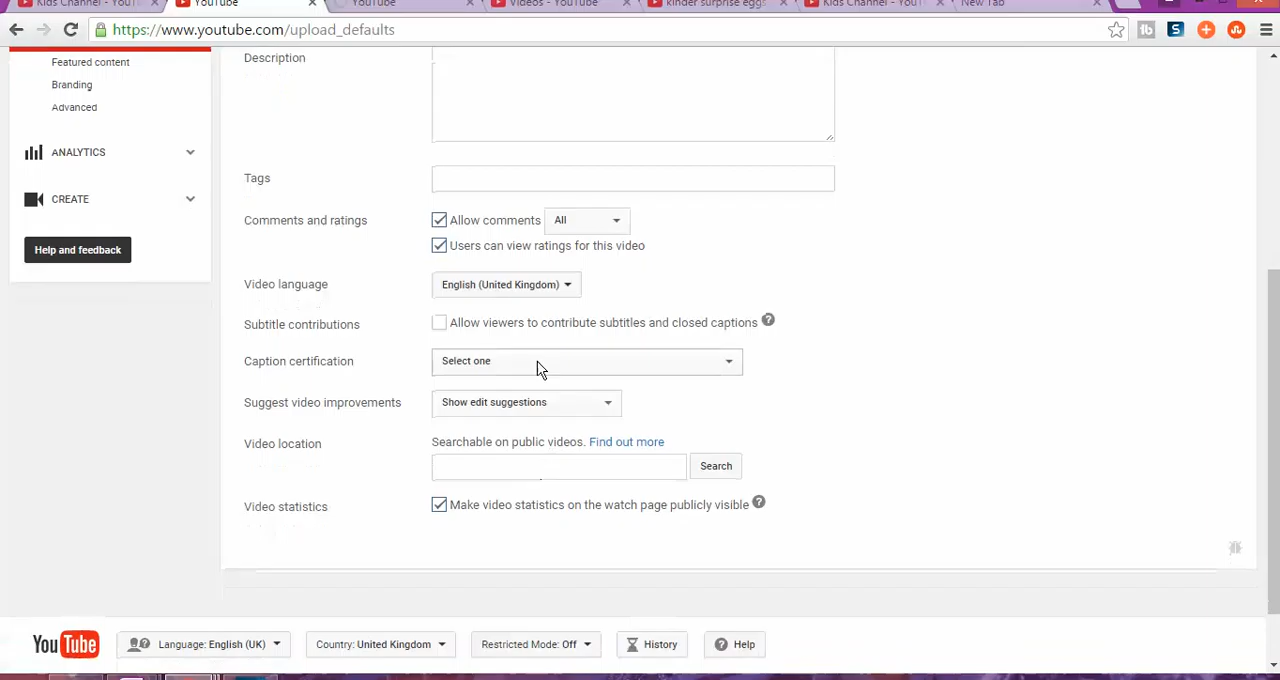 Kids Channel - YouT
YouTube
YouTube
Videos - YouTube
kinder surprise eggs
Kids Channel - YouTu
New Tab
https://www.youtube.com/upload_defaults
Featured content
Branding
Advanced
ANALYTICS
CREATE
Help and feedback
Description
Tags
Comments and ratings
Allow comments All
Users can view ratings for this video
Video language
English (United Kingdom)
Subtitle contributions
Allow viewers to contribute subtitles and closed captions ?
Caption certification
Select one
Suggest video improvements
Show edit suggestions
Video location
Searchable on public videos. Find out more
Search
Video statistics
Make video statistics on the watch page publicly visible ?
YouTube
Language: English (UK)
Country: United Kingdom
Restricted Mode: Off
History
? Help